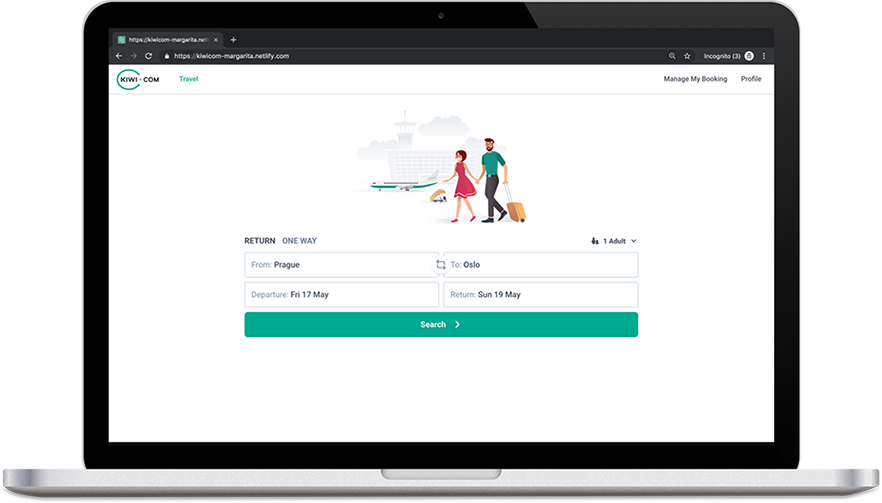 https://kiwicom-margarita.netl
https://kiwicom-margarita.netlify.com
Incognito (3)
KIWI.COM
Travel
Manage My Booking
Profile
RETURN ONE WAY
1 Adult
From: Prague
To: Oslo
Departure: Fri 17 May
Return: Sun 19 May
Search